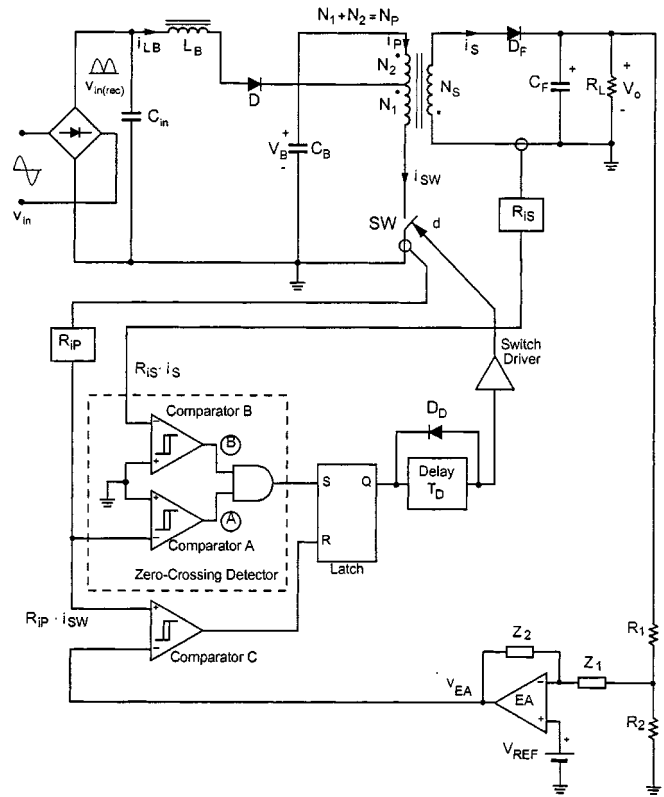 N1 + N2 = NP
iLB
LB
iP
iS
DF
N2
NS
N1
D
CF
+
RL
+
Vo
-
vin(rec)
Cin
+
VB
-
CB
vin
iSW
SW
d
RiS
RiP
RiS · iS
Switch
Driver
Comparator B
B
DD
Delay
TD
S
Q
R
Latch
A
Comparator A
Zero-Crossing Detector
RiP · iSW
Comparator C
Z2
Z1
R1
vEA
EA
R2
VREF
+